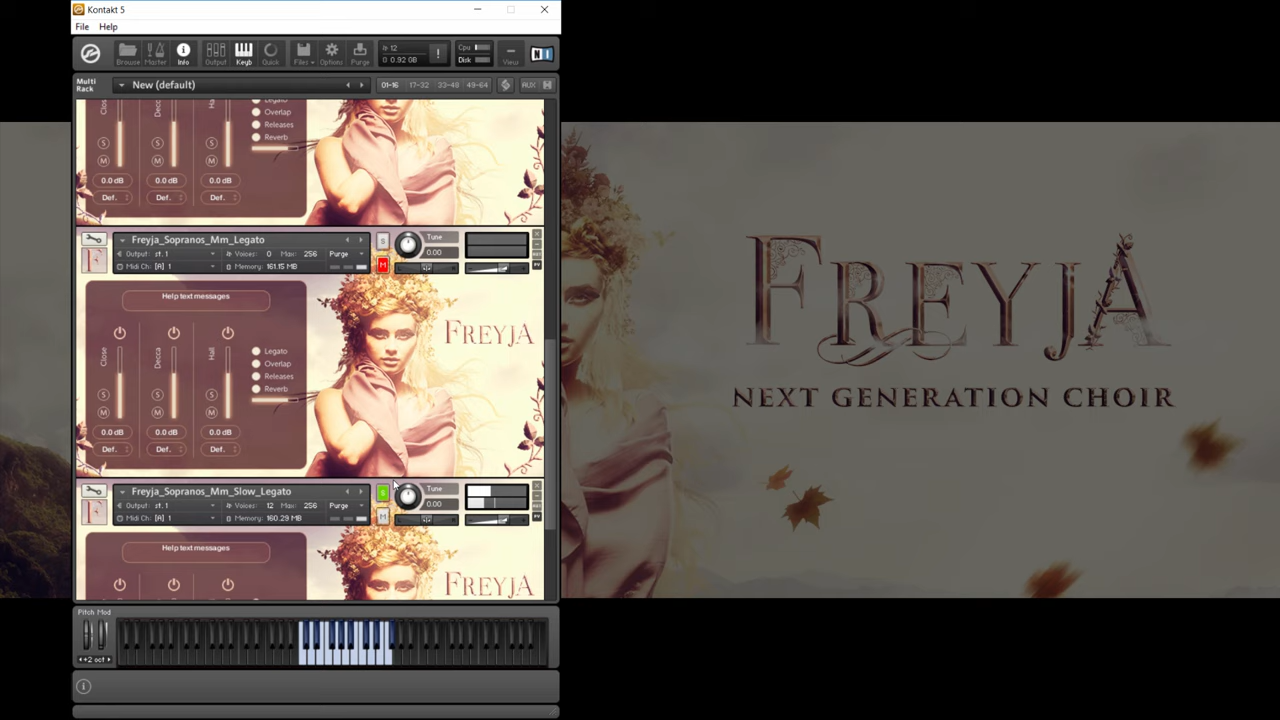 Kontakt 5
File Help
Browse Master Info Output Keyb Quick Files Options Purge
12
0.92 GB
!
Cpu
Disk
View
NI
Multi
Rack
New (default)
01-16 17-32 33-48 49-64 AUX
Legato
Overlap
Releases
Reverb
S S S
M M M
0.0 dB 0.0 dB 0.0 dB
Def. Def. Def.
Freyja_Sopranos_Mm_Legato
Output: st. 1 Voices: 0 Max: 256 Purge
Midi Ch: [A] 1 Memory: 161.15 MB
S
M
Tune
0.00
Help text messages
Close Decca Hall
Legato
Overlap
Releases
Reverb
S S S
M M M
0.0 dB 0.0 dB 0.0 dB
Def. Def. Def.
FREYJA
Freyja_Sopranos_Mm_Slow_Legato
Output: st. 1 Voices: 12 Max: 256 Purge
Midi Ch: [A] 1 Memory: 160.29 MB
S
M
Tune
0.00
Help text messages
FREYJA
Pitch Mod
+2 oct
FREYJA
NEXT GENERATION CHOIR